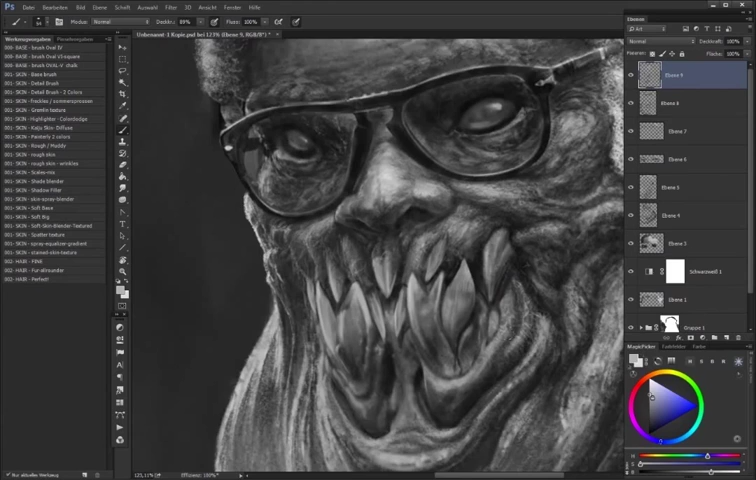 Ps Datei Bearbeiten Bild Ebene Auswahl Filter 3D Ansicht Fenster Hilfe
Modus: Normal Deckkr.: 89% Fluss: 100%
Werkzeugvorgaben
Unbenannt-1 Kopie.psd bei 123% (Ebene 9, RGB/8*) *
000- BASE - brush Oval IV
000- BASE - brush Oval v3-square
000- BASE - brush OVAL-V chalk
001- SKIN - Base brush
001- SKIN - Detail Brush
001- SKIN - Detail Brush - 2 Colors
001- SKIN - freckles / sommersprossen
001- SKIN - Gremlin texture
001- SKIN - Highlighter - Colordodge
001- SKIN - Kaiju Skin- Diffuse
001- SKIN - Painterly 2 colors
001- SKIN - Rough / Muddy
001- SKIN - rough skin
001- SKIN - rough skin - wrinkles
001- SKIN - Scales-mix
001- SKIN - Shade blender
001- SKIN - Shadow Filler
001- SKIN - skin-spray-blender
001- SKIN - Soft Base
001- SKIN - Soft Big
001- SKIN - Soft-Skin-Blender-Textured
001- SKIN - Spatter texture
001- SKIN - spray-equalizer-gradient
001- SKIN - stained-skin-texture
002- HAIR - FINE
002- HAIR - Fur-allrounder
002- HAIR - Perfect!
Nur aktuelles Werkzeug
Ebenen
Art
Normal Deckkraft: 100%
Fläche: 100%
Ebene 9
Ebene 8
Ebene 7
Ebene 6
Ebene 5
Ebene 4
Ebene 3
Schwarzweiß 1
Ebene 1
Gruppe 1
MagicPicker Farbfelder Farbe
H
S
B
Effizienz: 100%*